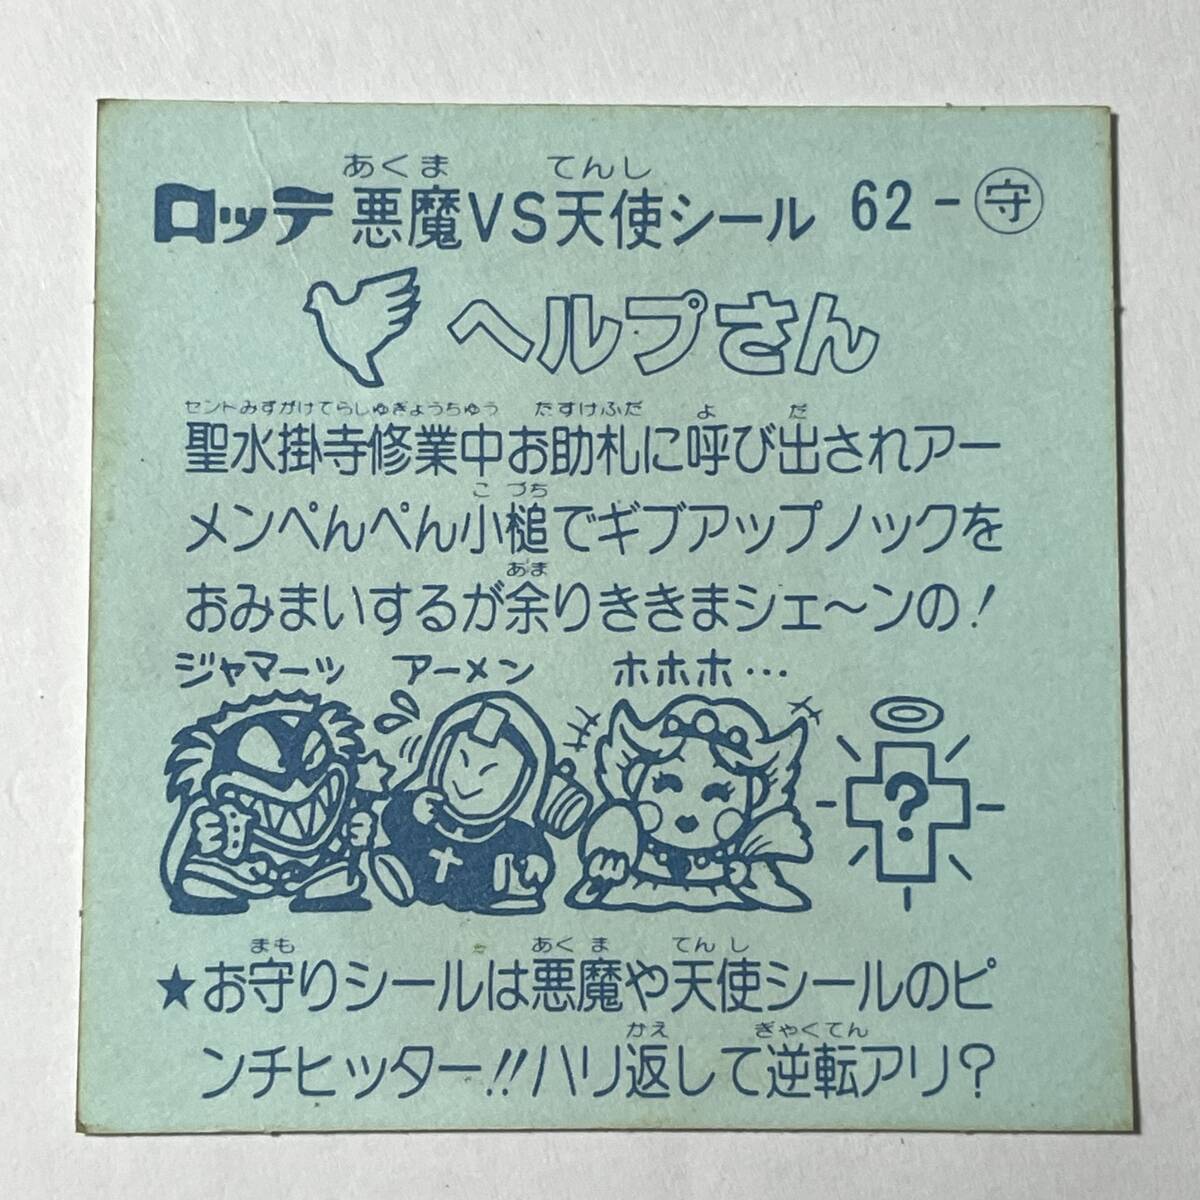 あくま てんし
ロッテ 悪魔VS天使シール 62-守
ヘルプさん
セントみずがけてらしゅぎょうちゅう たすけふだ よ だ
聖水掛寺修業中お助札に呼び出されアー
こづち
メンペんペん小槌でギブアップノックを
あま
おみまいするが余りききまシェ〜ンの!
ジャマーッ アーメン ホホホ…
?
まも あくま てんし
★お守りシールは悪魔や天使シールのピ
かえ ぎゃくてん
ンチヒッター!!ハリ返して逆転アリ?